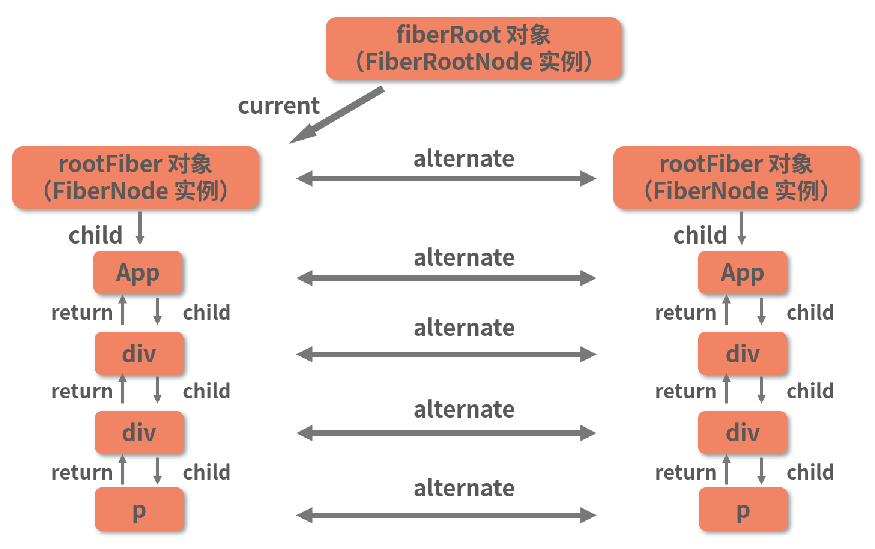 fiberRoot 对象
（FiberRootNode 实例）
current
rootFiber 对象
（FiberNode 实例）
alternate
rootFiber 对象
（FiberNode 实例）
child
child
App
alternate
App
return
child
return
child
div
alternate
div
return
child
return
child
div
alternate
div
return
child
return
child
p
alternate
p